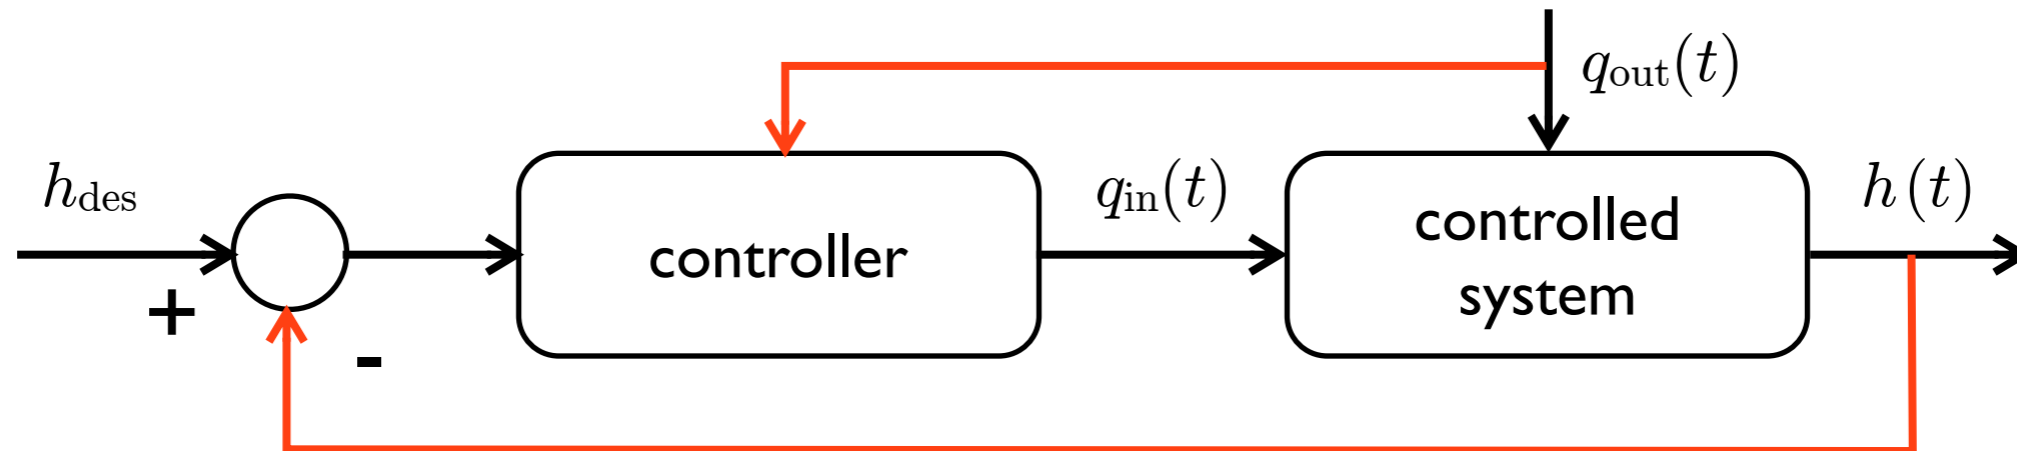 q_out(t)
h_des
q_in(t)
h(t)
controller
controlled
system
+
-